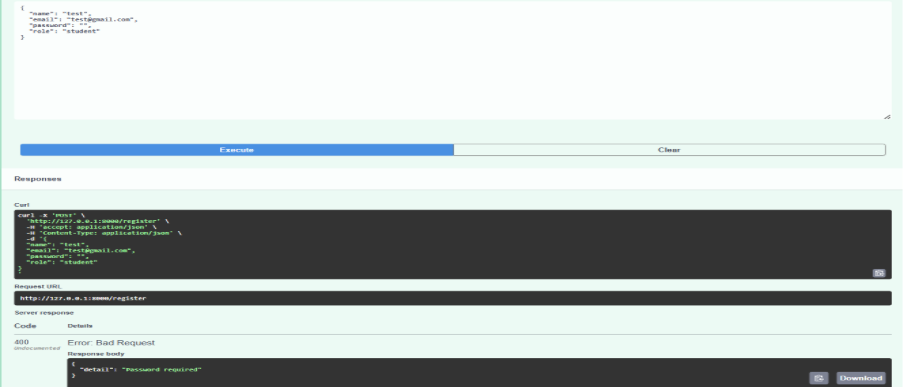 {
"name": "test",
"email": "test@gmail.com",
"password": "",
"role": "student"
}
Execute
Clear
Responses
Curl
curl -X 'POST' \
'http://127.0.0.1:8000/register' \
-H 'accept: application/json' \
-H 'Content-Type: application/json' \
-d '{
"name": "test",
"email": "test@gmail.com",
"password": "",
"role": "student"
}
'
Request URL
http://127.0.0.1:8000/register
Server response
Code Details
400 Error: Bad Request
Undocumented
Response body
{
"detail": "Password required"
}
Download